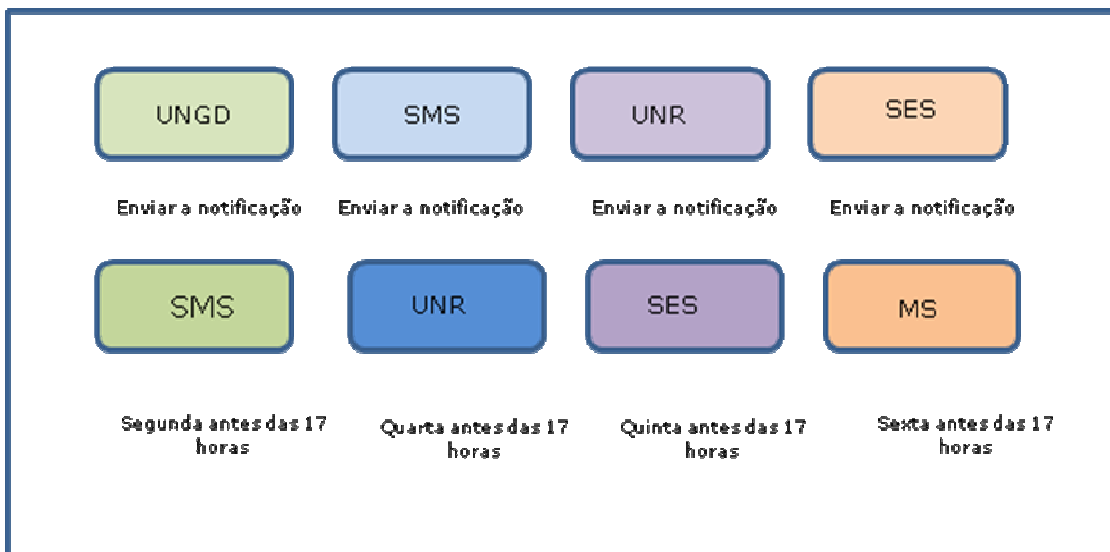 UNGD
SMS
UNR
SES
Enviar a notificação
Enviar a notificação
Enviar a notificação
Enviar a notificação
SMS
UNR
SES
MS
Segunda antes das 17
horas
Quarta antes das 17
horas
Quinta antes das 17
horas
Sexta antes das 17
horas